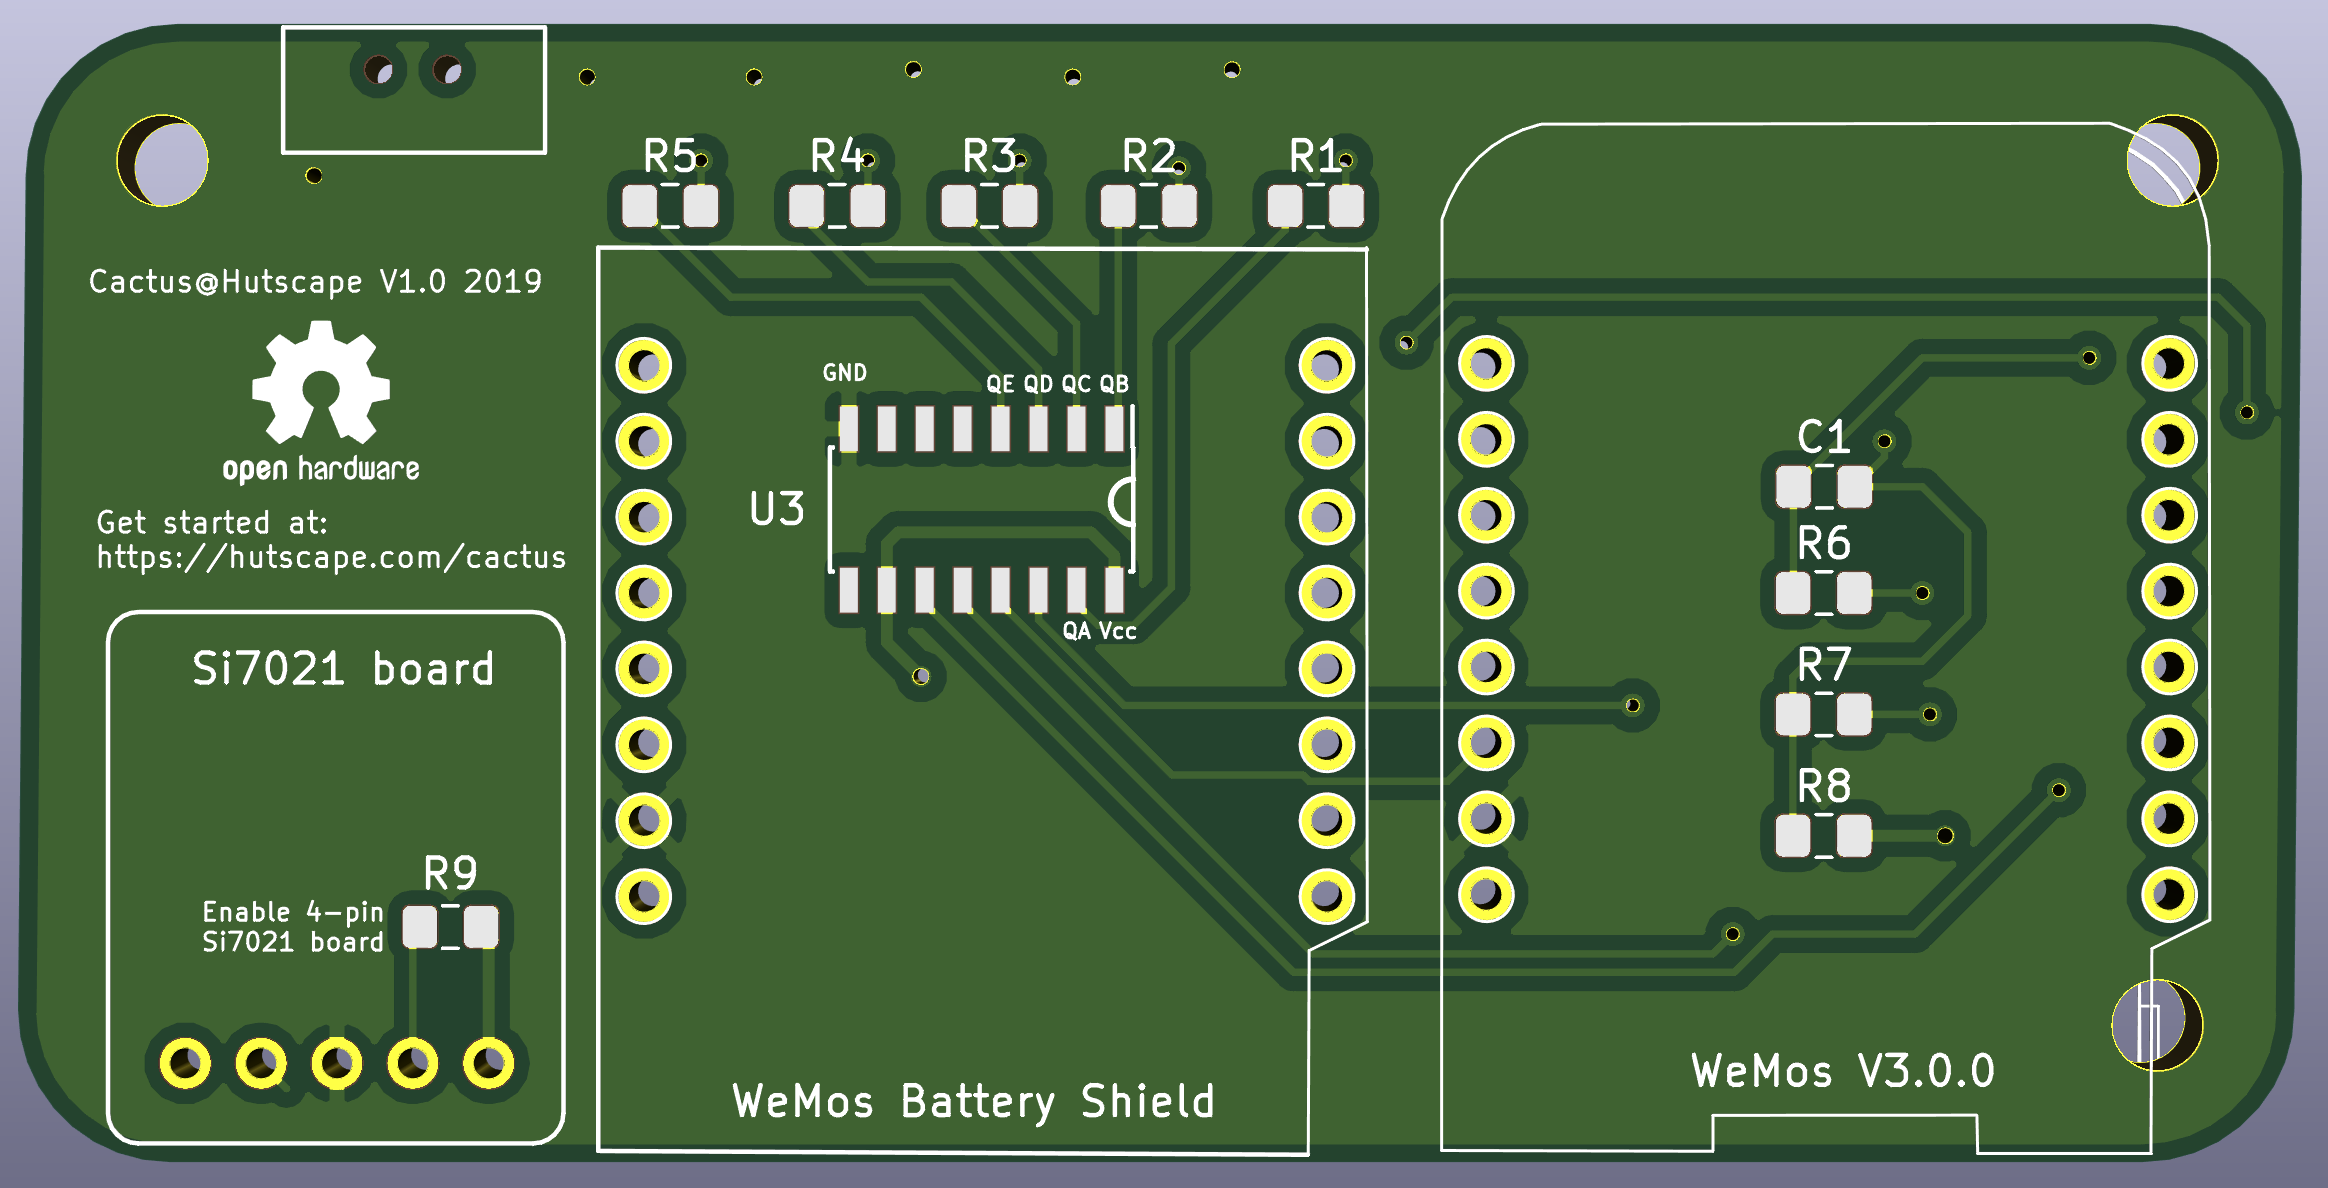 R5 R4 R3 R2 R1
Cactus@Hutscape V1.0 2019
open hardware
Get started at:
https://hutscape.com/cactus
GND QE QD QC QB
U3
QA Vcc
C1
R6
R7
R8
Si7021 board
R9
Enable 4-pin
Si7021 board
WeMos Battery Shield
WeMos V3.0.0